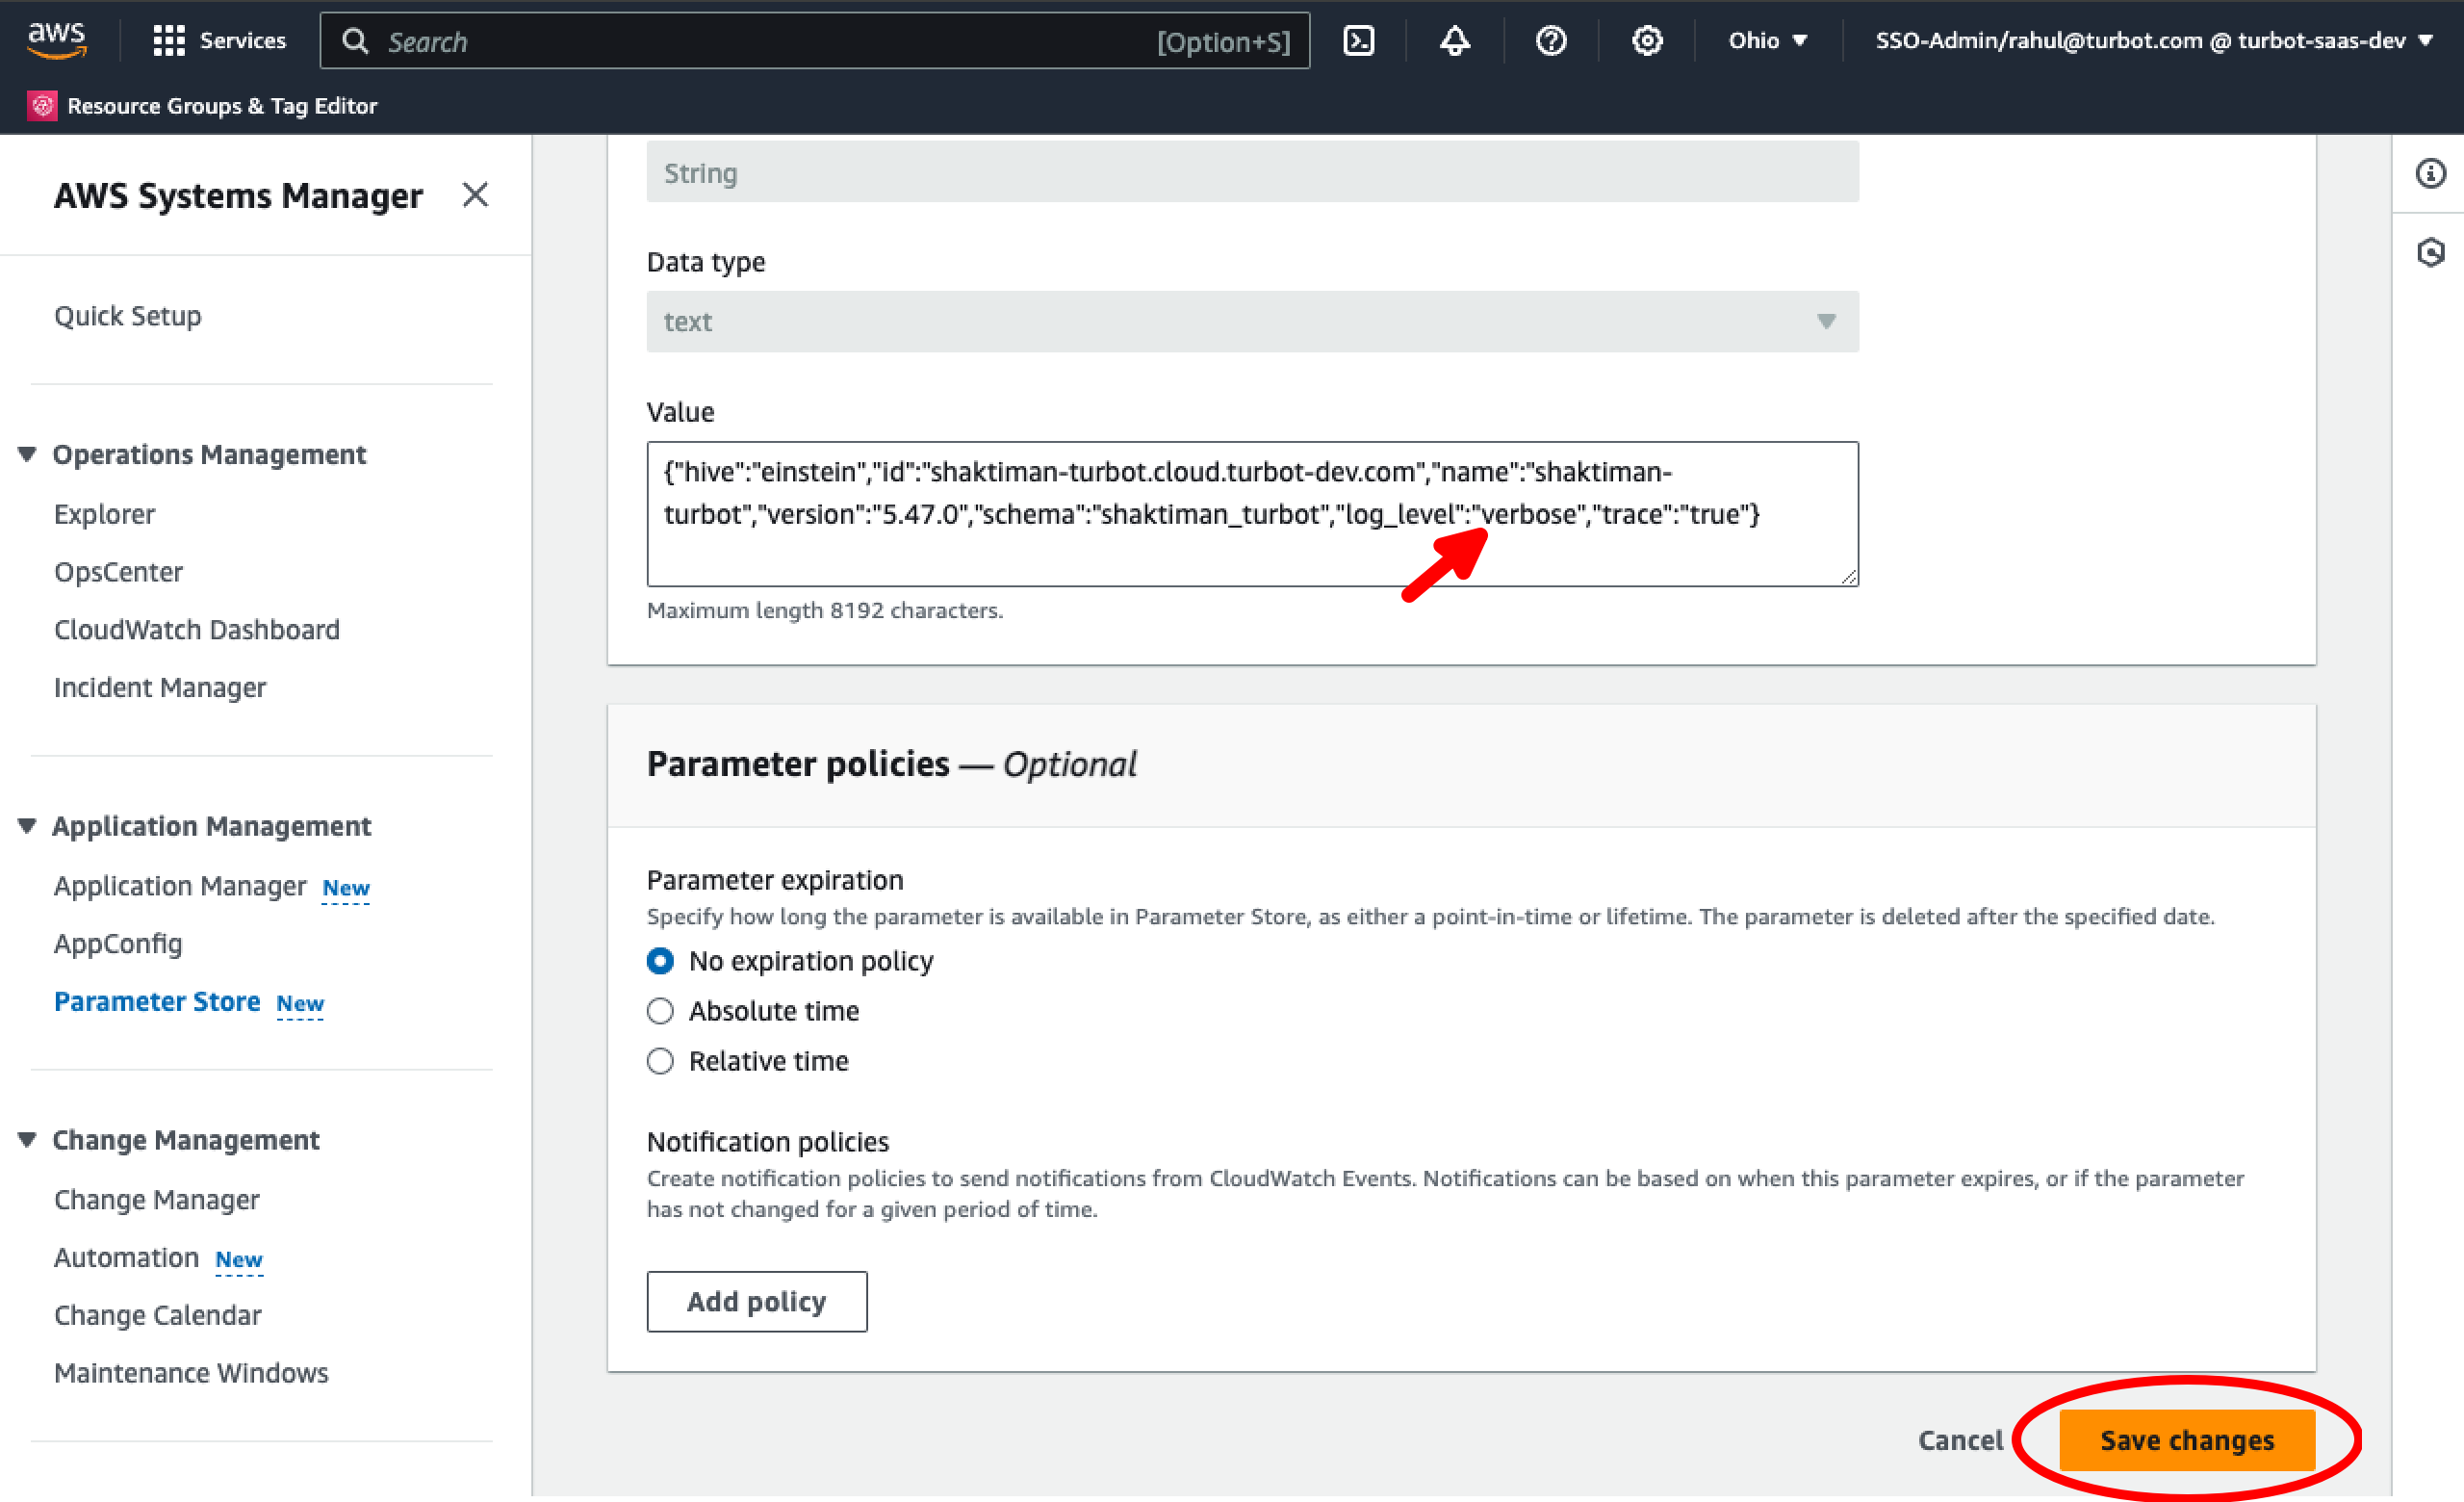 aws Services Search [Option+S] Ohio SSO-Admin/rahul@turbot.com @ turbot-saas-dev
Resource Groups & Tag Editor
AWS Systems Manager
Quick Setup
Operations Management
Explorer
OpsCenter
CloudWatch Dashboard
Incident Manager
Application Management
Application Manager New
AppConfig
Parameter Store New
Change Management
Change Manager
Automation New
Change Calendar
Maintenance Windows
String
Data type
text
Value
{"hive":"einstein","id":"shaktiman-turbot.cloud.turbot-dev.com","name":"shaktiman-
turbot","version":"5.47.0","schema":"shaktiman_turbot","log_level":"verbose","trace":"true"}
Maximum length 8192 characters.
Parameter policies — Optional
Parameter expiration
Specify how long the parameter is available in Parameter Store, as either a point-in-time or lifetime. The parameter is deleted after the specified date.
No expiration policy
Absolute time
Relative time
Notification policies
Create notification policies to send notifications from CloudWatch Events. Notifications can be based on when this parameter expires, or if the parameter
has not changed for a given period of time.
Add policy
Cancel Save changes